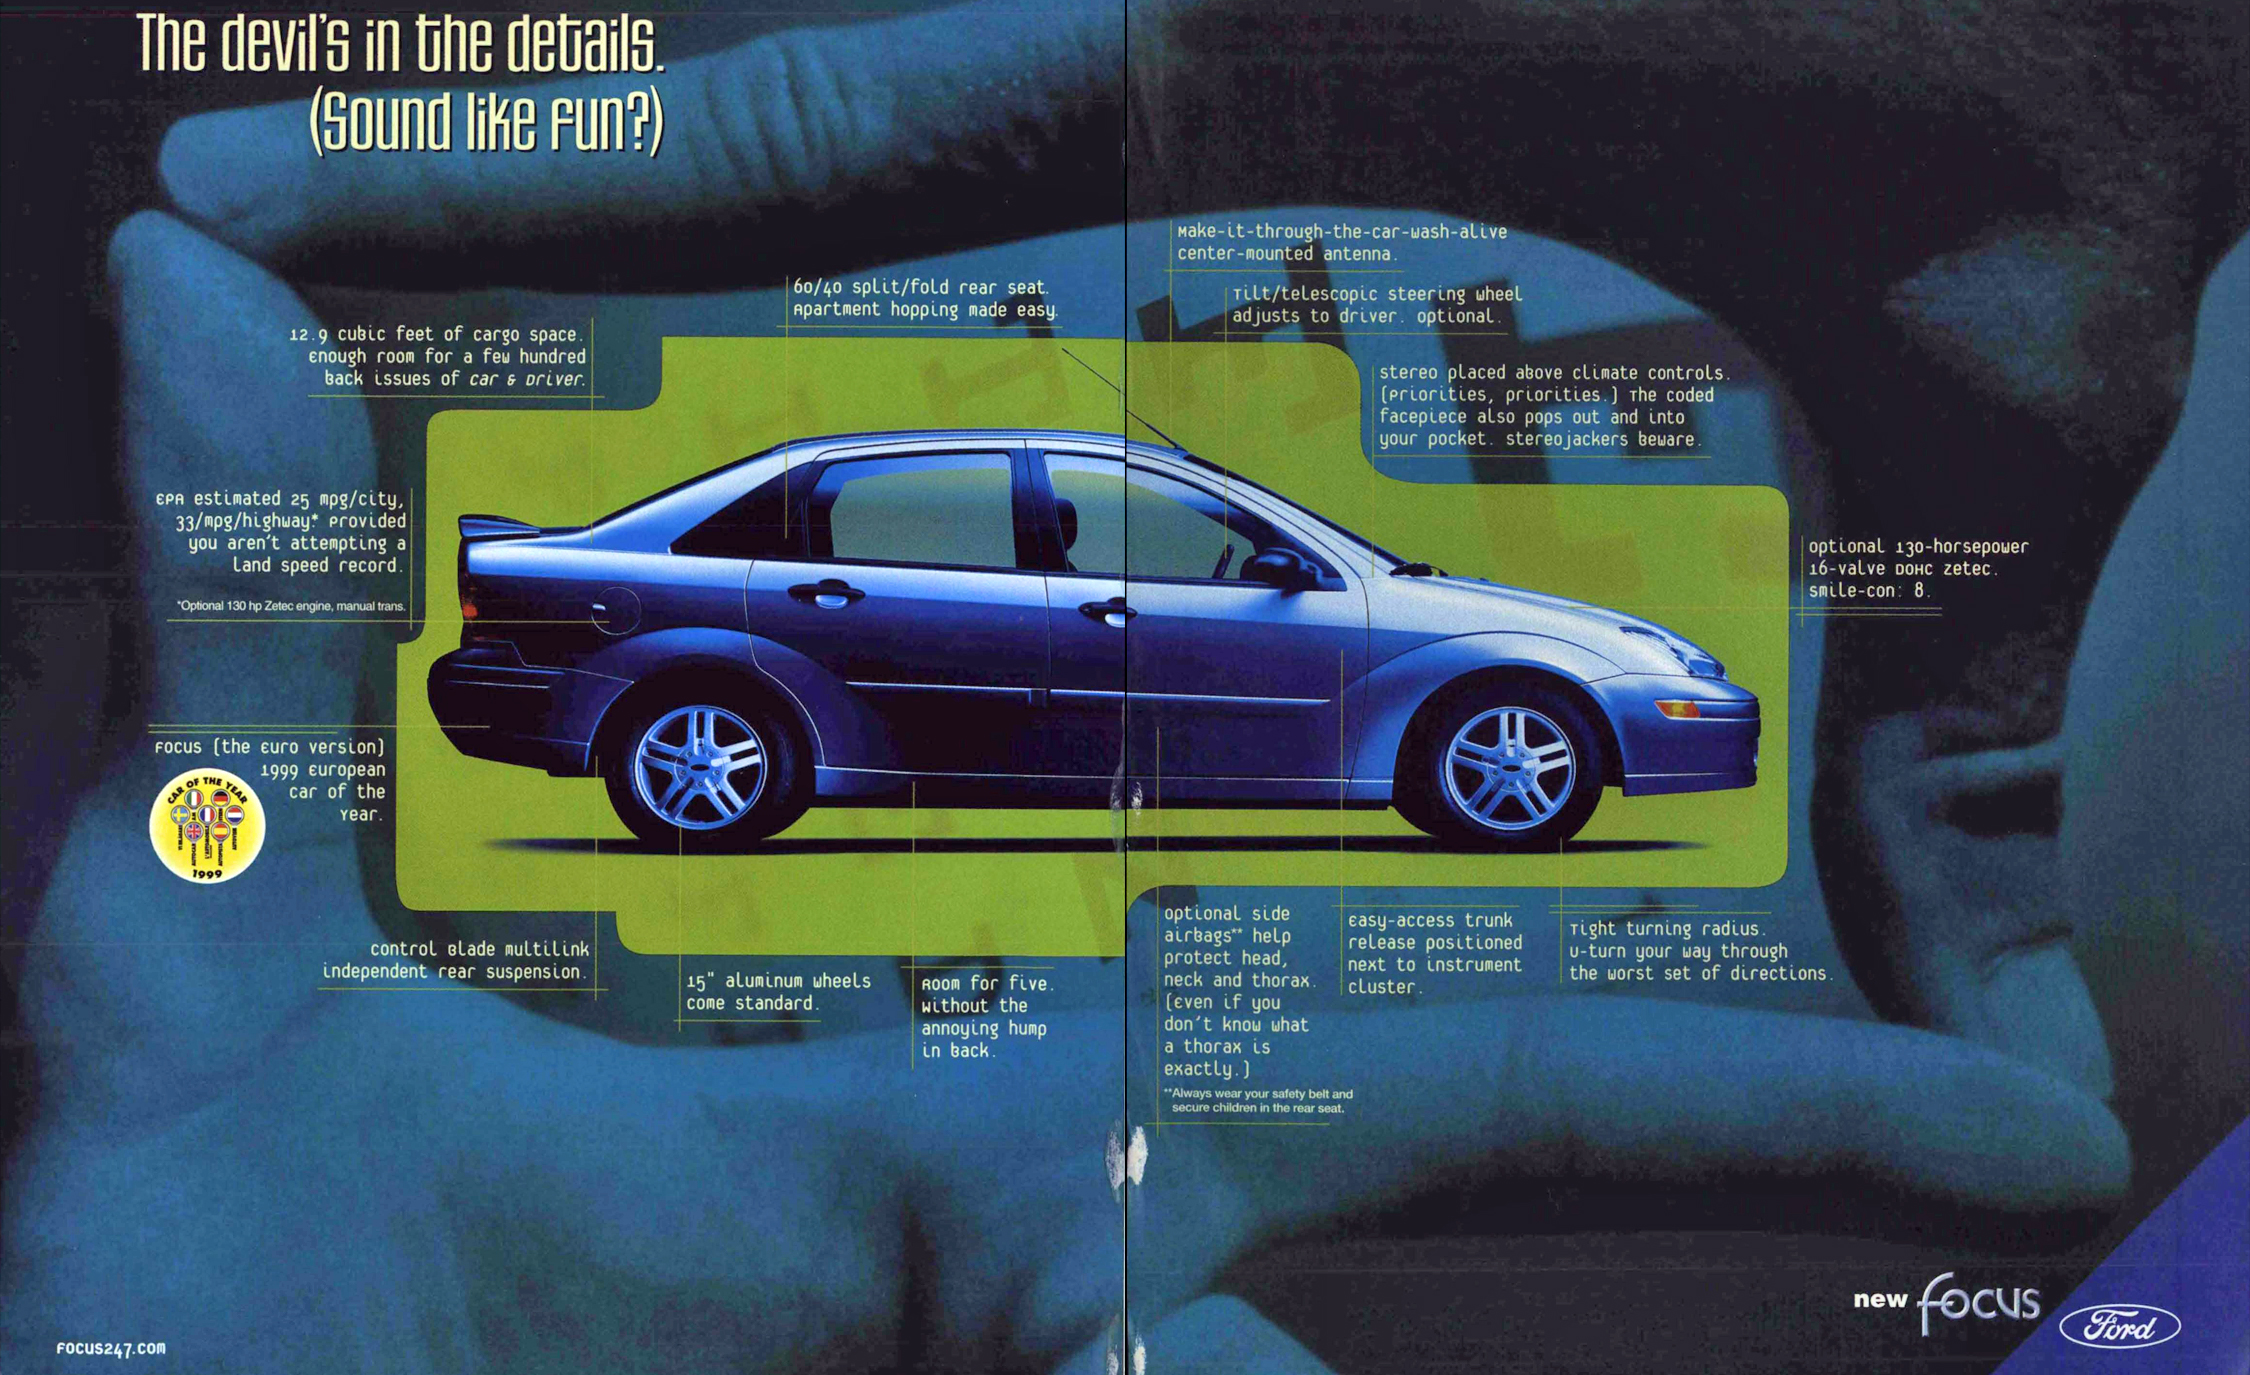 The devil's in the details.
(Sound like fun?)
12.9 cubic feet of cargo space.
enough room for a few hundred
back issues of car & Driver.
60/40 split/fold rear seat.
Apartment hopping made easy.
Make-it-through-the-car-wash-alive
center-mounted antenna.
Tilt/telescopic steering wheel
adjusts to driver. optional.
stereo placed above climate controls.
(Priorities, priorities.) The coded
facepiece also pops out and into
your pocket. stereojackers beware.
EPA estimated 25 mpg/city,
33/mpg/highway* Provided
you aren't attempting a
land speed record.
*Optional 130 hp Zetec engine, manual trans.
optional 130-horsepower
16-valve DOHC zetec.
smile-con: 8.
Focus (the Euro version)
1999 European
car of the
Year.
CAR OF THE YEAR
1999
control Blade multilink
independent rear suspension.
15" aluminum wheels
come standard.
Room for five.
without the
annoying hump
in back.
optional side
airbags** help
protect head,
neck and thorax.
(Even if you
don't know what
a thorax is
exactly.)
**Always wear your safety belt and
secure children in the rear seat.
Easy-access trunk
release positioned
next to instrument
cluster.
Tight turning radius.
U-turn your way through
the worst set of directions.
new Focus
Ford
FOCUS247.COM